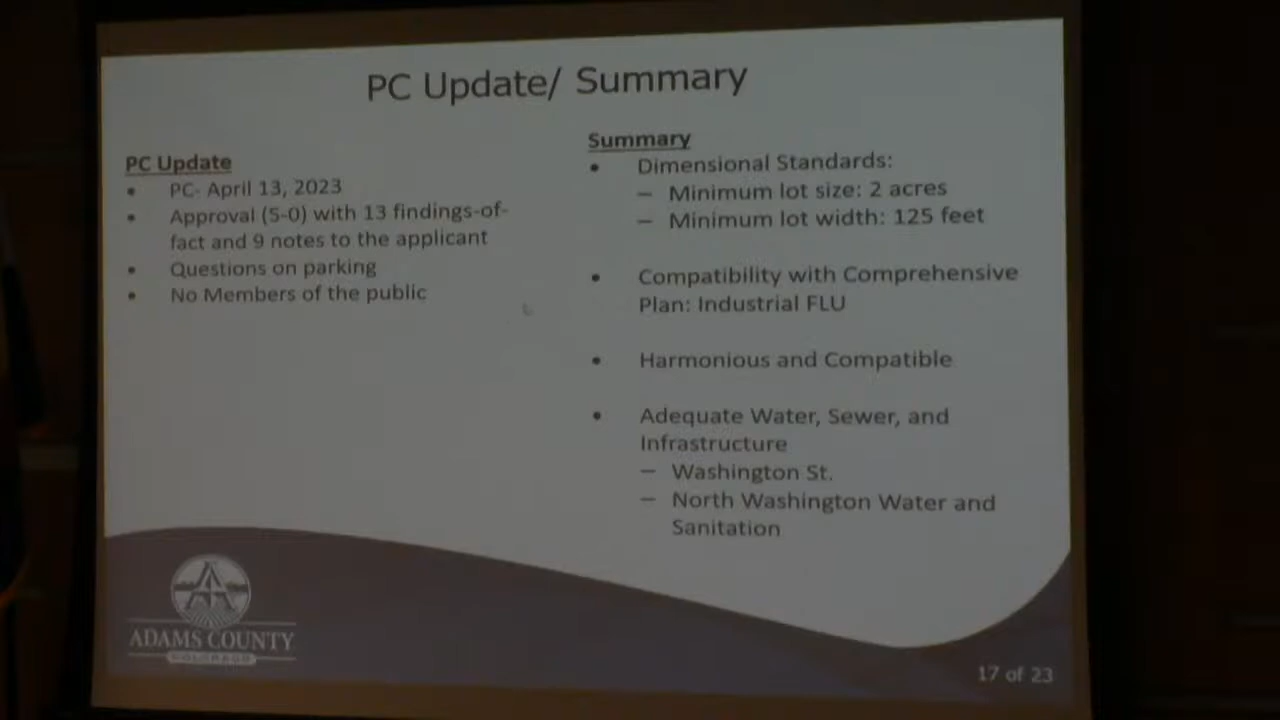 PC Update/ Summary
PC Update
• PC- April 13, 2023
• Approval (5-0) with 13 findings-of-
fact and 9 notes to the applicant
• Questions on parking
• No Members of the public
Summary
• Dimensional Standards:
– Minimum lot size: 2 acres
– Minimum lot width: 125 feet
• Compatibility with Comprehensive
Plan: Industrial FLU
• Harmonious and Compatible
• Adequate Water, Sewer, and
Infrastructure
– Washington St.
– North Washington Water and
Sanitation
ADAMS COUNTY
COLORADO
17 of 23